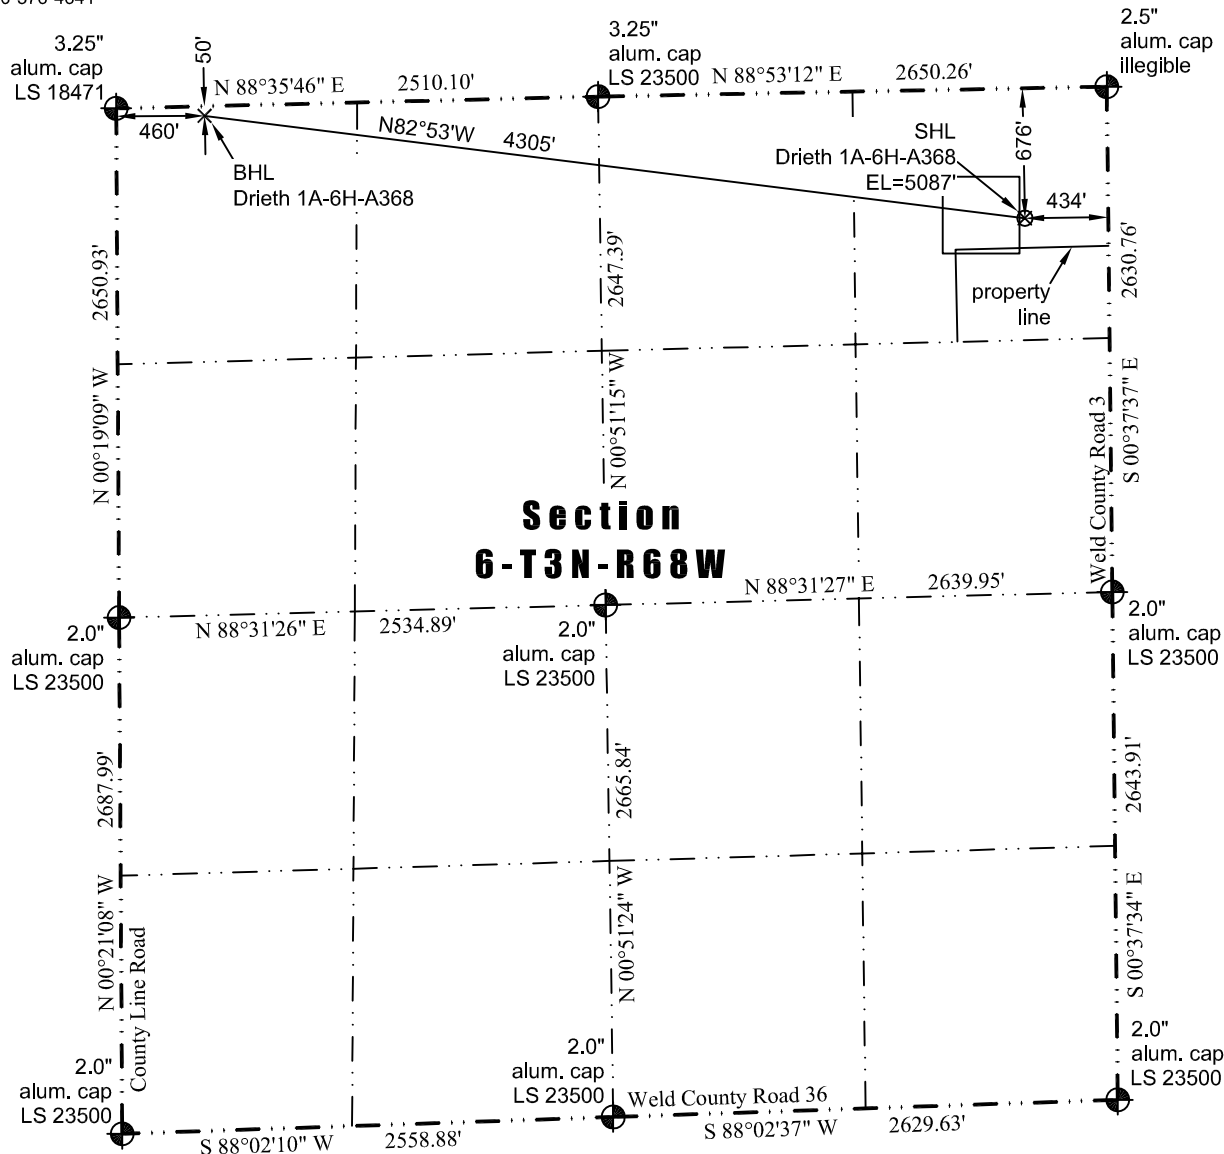 3.25"
alum. cap
LS 18471
50'
N 88°35'46" E
2510.10'
3.25"
alum. cap
LS 23500
N 88°53'12" E
2650.26'
2.5"
alum. cap
illegible
460'
N82°53'W
4305'
BHL
Drieth 1A-6H-A368
SHL
Drieth 1A-6H-A368
EL=5087'
676'
434'
property
line
2650.93'
2647.39'
2630.76'
N 00°19'09" W
N 00°51'15" W
S 00°37'37" E
Weld County Road 3
Section
6-T3N-R68W
N 88°31'26" E
2534.89'
N 88°31'27" E
2639.95'
2.0"
alum. cap
LS 23500
2.0"
alum. cap
LS 23500
2.0"
alum. cap
LS 23500
2687.99'
2665.84'
2643.91'
N 00°21'08" W
County Line Road
N 00°51'24" W
S 00°37'34" E
2.0"
alum. cap
LS 23500
2.0"
alum. cap
LS 23500
2.0"
alum. cap
LS 23500
Weld County Road 36
S 88°02'10" W
2558.88'
S 88°02'37" W
2629.63'